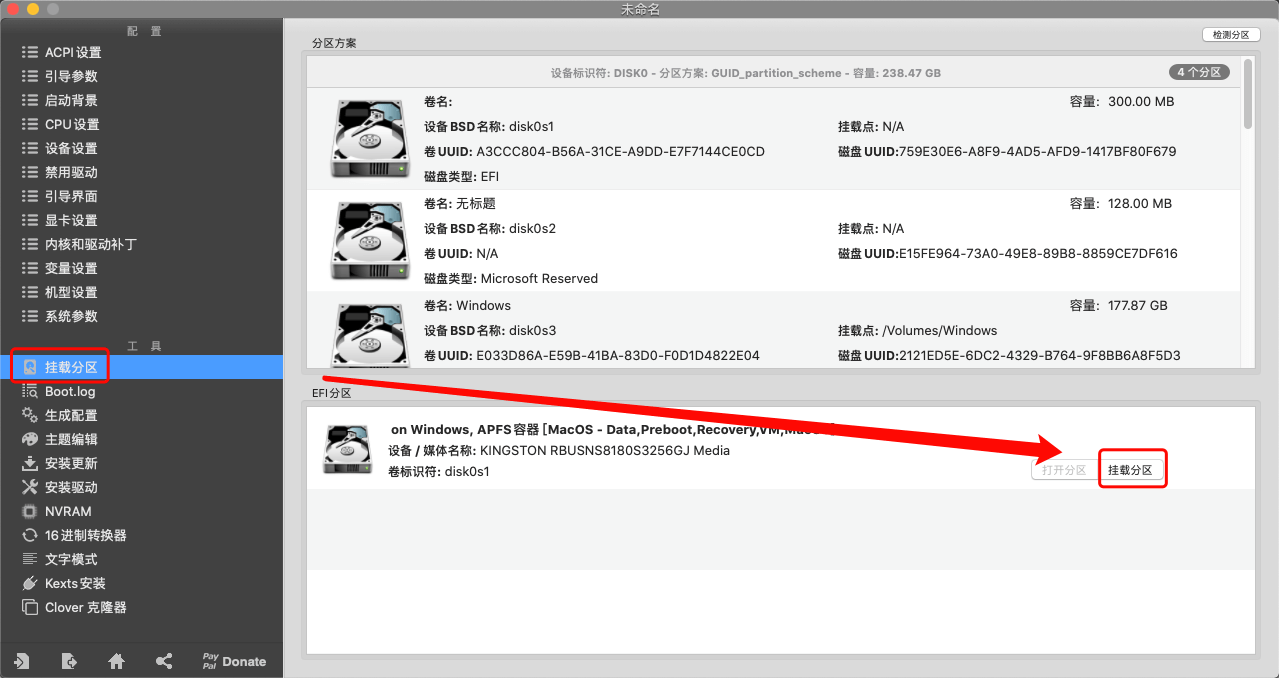 未命名
配 置
ACPI 设置
引导参数
启动背景
CPU 设置
设备设置
禁用驱动
引导界面
显卡设置
内核和驱动补丁
变量设置
机型设置
系统参数
工 具
挂载分区
Boot.log
生成配置
主题编辑
安装更新
安装驱动
NVRAM
16 进制转换器
文字模式
Kexts 安装
Clover 克隆器
Pay Pal Donate
分区方案
检测分区
设备标识符: DISK0 - 分区方案: GUID_partition_scheme - 容量: 238.47 GB
4 个分区
卷名:
容量: 300.00 MB
设备 BSD 名称: disk0s1
挂载点: N/A
卷 UUID: A3CCC804-B56A-31CE-A9DD-E7F7144CE0CD
磁盘 UUID:759E30E6-A8F9-4AD5-AFD9-1417BF80F679
磁盘类型: EFI
卷名: 无标题
容量: 128.00 MB
设备 BSD 名称: disk0s2
挂载点: N/A
卷 UUID: N/A
磁盘 UUID:E15FE964-73A0-49E8-89B8-8859CE7DF616
磁盘类型: Microsoft Reserved
卷名: Windows
容量: 177.87 GB
设备 BSD 名称: disk0s3
挂载点: /Volumes/Windows
卷 UUID: E033D86A-E59B-41BA-83D0-F0D1D4822E04
磁盘 UUID:2121ED5E-6DC2-4329-B764-9F6BB6A8F5D3
EFI 分区
on Windows, APFS 容器 [MacOS - Data,Preboot,Recovery,VM,
设备 / 媒体名称: KINGSTON RBUSNS8180S3256GJ Media
卷标识符: disk0s1
打开分区
挂载分区